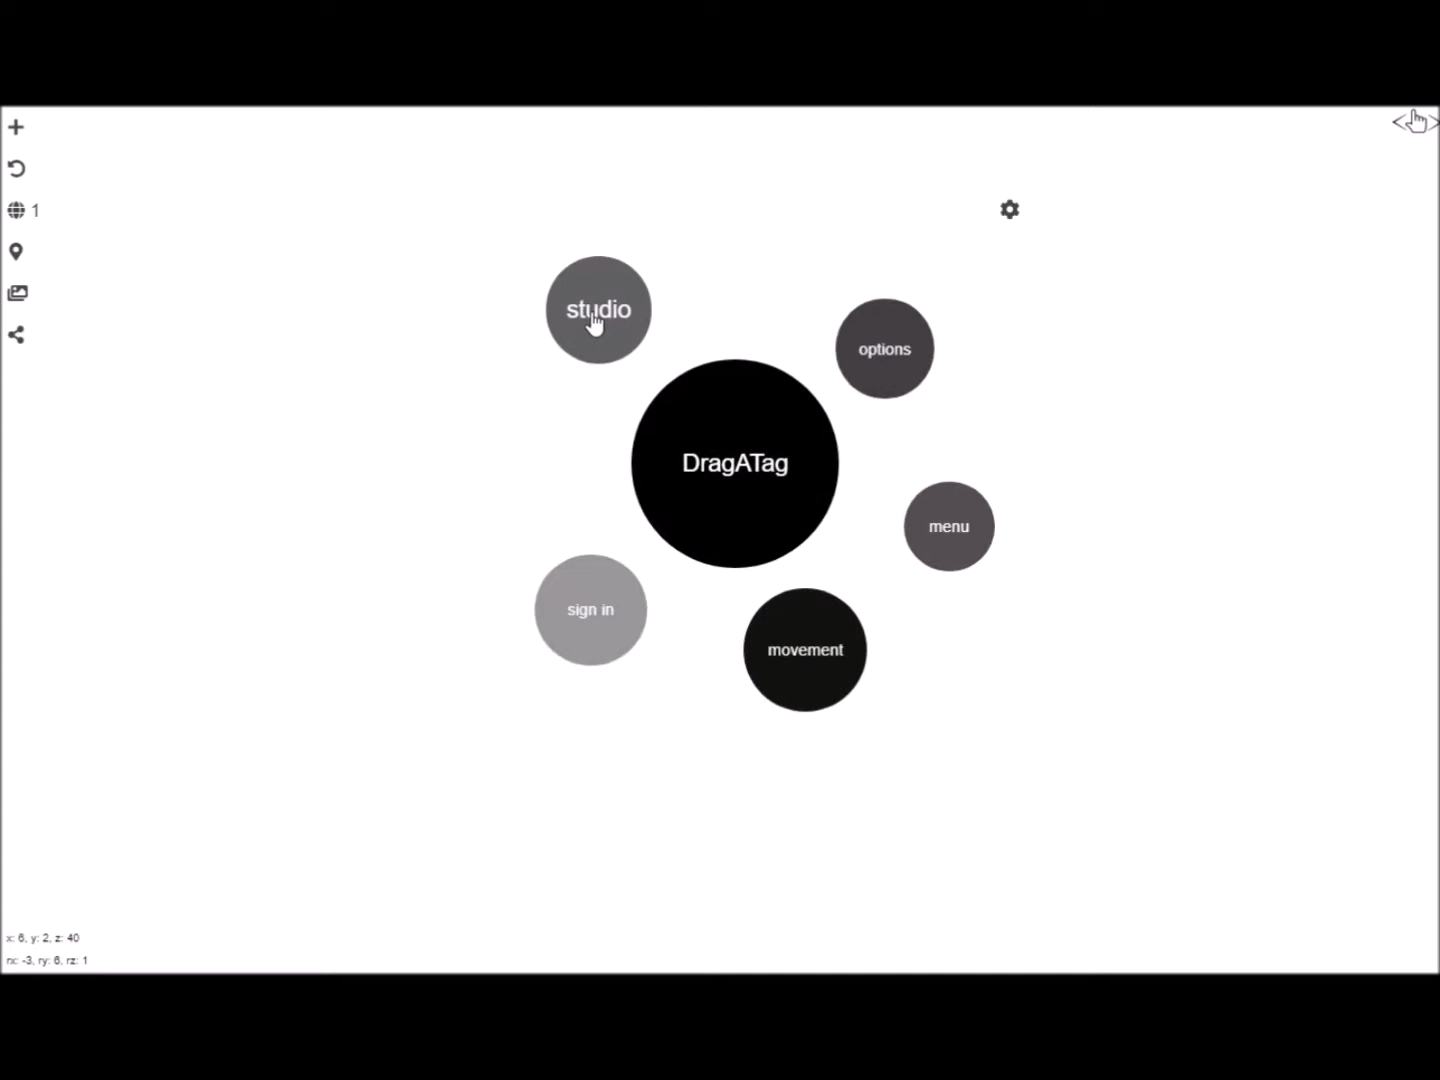 1
studio
options
DragATag
menu
sign in
movement
x: 6, y: 2, z: 40
rx: -3, ry: 6, rz: 1